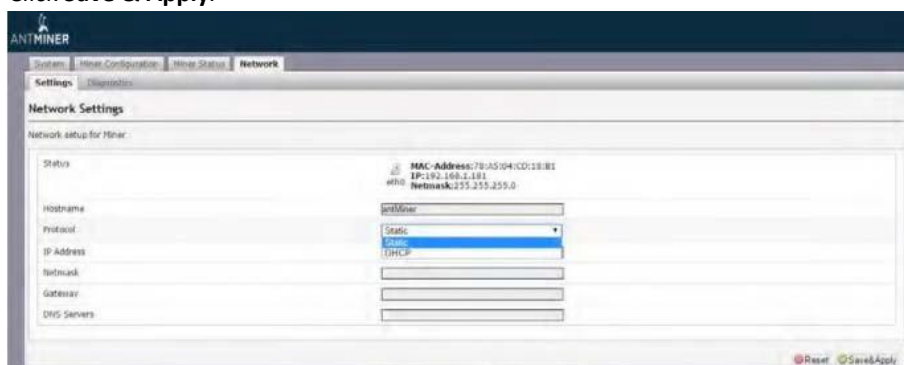 Click Save & Apply.
ANTMINER
System Miner Configuration Miner Status Network
Settings Diagnostics
Network Settings
Network setup for Miner
Status
MAC-Address:78:A5:04:CD:18:B1
eth0 IP:192.168.1.181
Netmask:255.255.255.0
Hostname antMiner
Protocol Static
Static
IP Address DHCP
Netmask
Gateway
DNS Servers
Reset Save&Apply